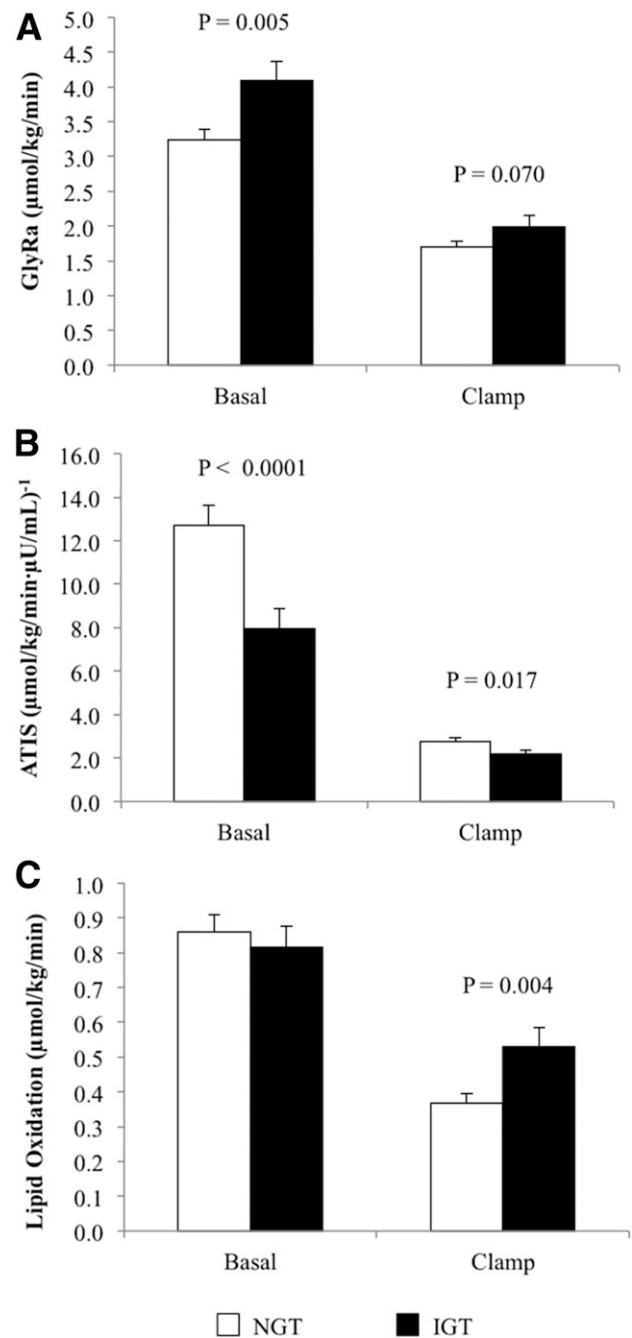 A
GlyRa (µmol/kg/min)
5.0
4.5
4.0
3.5
3.0
2.5
2.0
1.5
1.0
0.5
0.0
P = 0.005
P = 0.070
Basal
Clamp
B
ATIS (µmol/kg/min·µU/mL)⁻¹
16.0
14.0
12.0
10.0
8.0
6.0
4.0
2.0
0.0
P < 0.0001
P = 0.017
Basal
Clamp
C
Lipid Oxidation (µmol/kg/min)
1.0
0.9
0.8
0.7
0.6
0.5
0.4
0.3
0.2
0.1
0.0
P = 0.004
Basal
Clamp
NGT
IGT